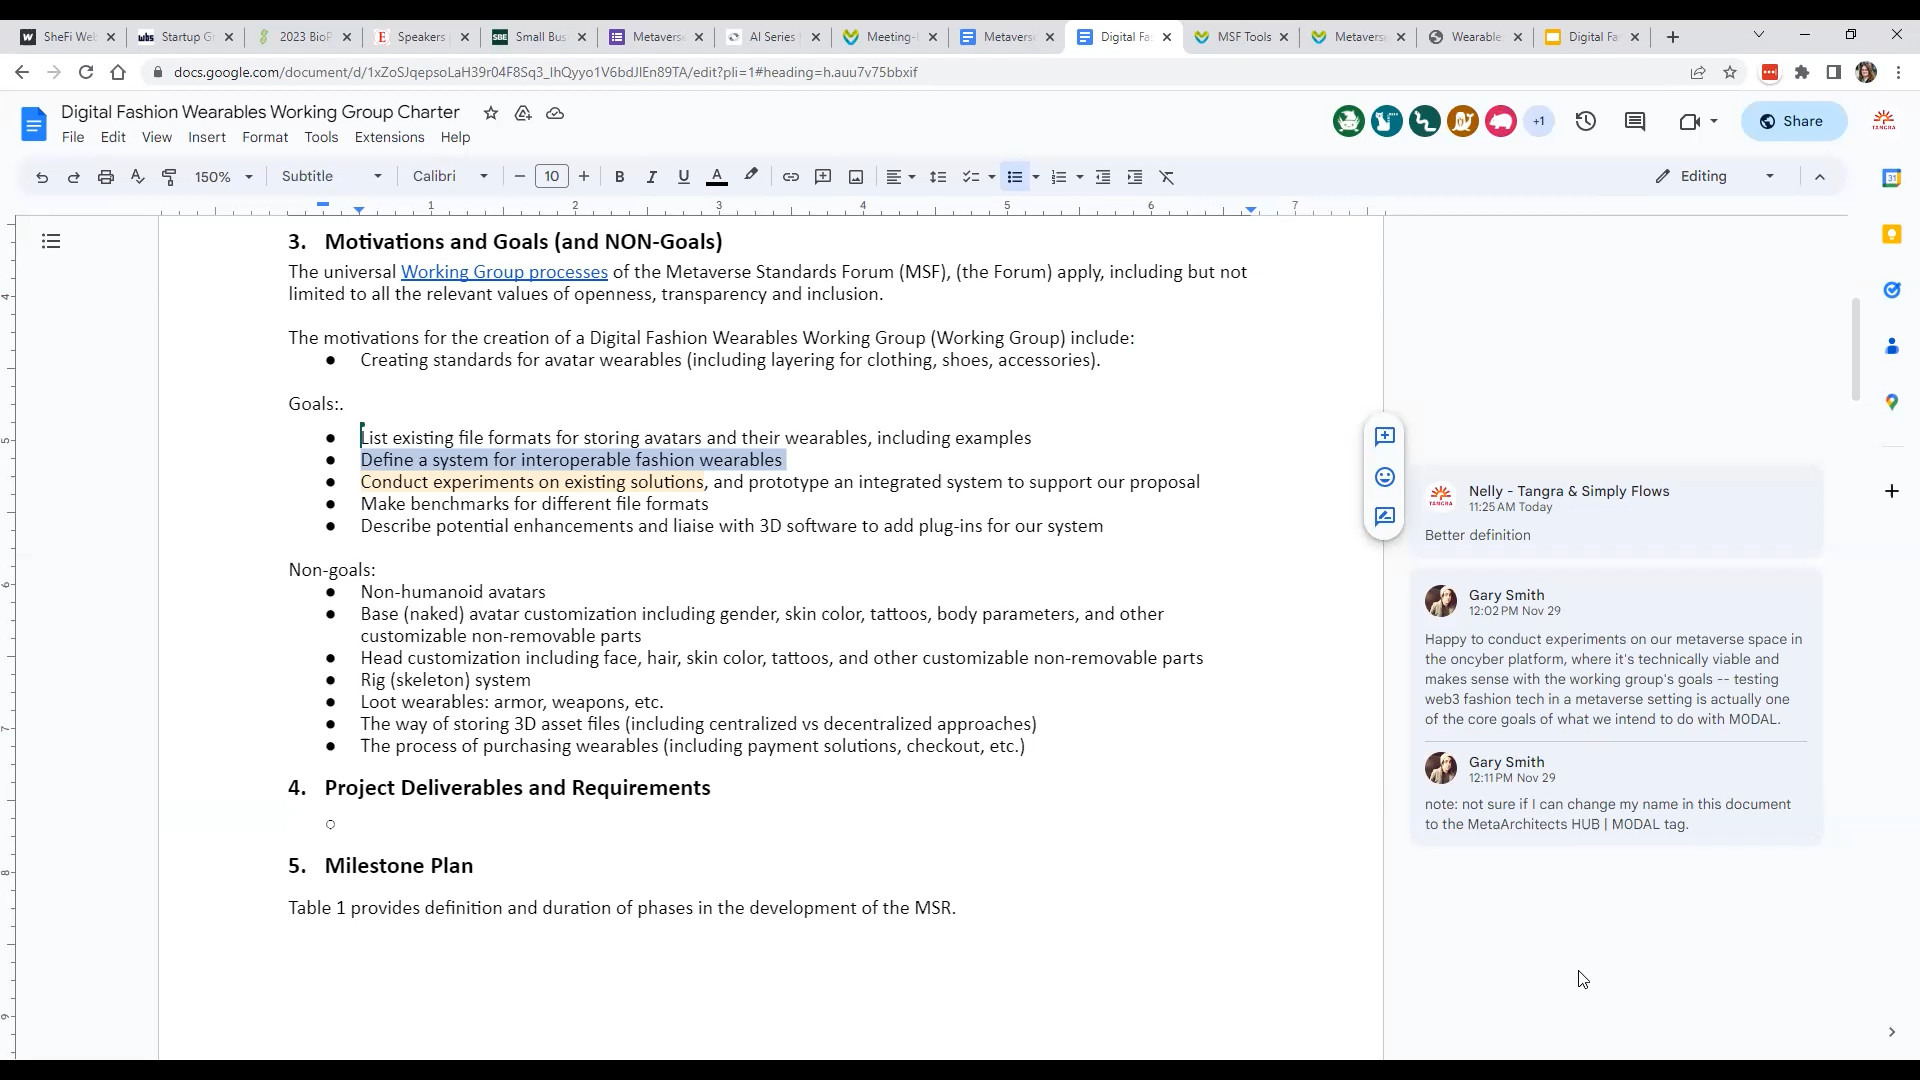 SheFi Web
Startup Gr
2023 BioP
Speakers
Small Bus
Metaverse
AI Series
Meeting-
Metaverse
Digital Fa
MSF Tools
Metaverse
Wearable
Digital Fa
docs.google.com/document/d/1xZoSJqepsoLaH39r04F8Sq3_IhQyyo1V6bdJIEn89TA/edit?pli=1#heading=h.auu7v75bbxif
Digital Fashion Wearables Working Group Charter
File Edit View Insert Format Tools Extensions Help
+1
Share
150% Subtitle Calibri 10
Editing
1 2 3 4 5 6 7
3. Motivations and Goals (and NON-Goals)
The universal Working Group processes of the Metaverse Standards Forum (MSF), (the Forum) apply, including but not
limited to all the relevant values of openness, transparency and inclusion.
The motivations for the creation of a Digital Fashion Wearables Working Group (Working Group) include:
● Creating standards for avatar wearables (including layering for clothing, shoes, accessories).
Goals:.
● List existing file formats for storing avatars and their wearables, including examples
● Define a system for interoperable fashion wearables
● Conduct experiments on existing solutions, and prototype an integrated system to support our proposal
● Make benchmarks for different file formats
● Describe potential enhancements and liaise with 3D software to add plug-ins for our system
Non-goals:
● Non-humanoid avatars
● Base (naked) avatar customization including gender, skin color, tattoos, body parameters, and other
customizable non-removable parts
● Head customization including face, hair, skin color, tattoos, and other customizable non-removable parts
● Rig (skeleton) system
● Loot wearables: armor, weapons, etc.
● The way of storing 3D asset files (including centralized vs decentralized approaches)
● The process of purchasing wearables (including payment solutions, checkout, etc.)
4. Project Deliverables and Requirements
○
5. Milestone Plan
Table 1 provides definition and duration of phases in the development of the MSR.
Nelly - Tangra & Simply Flows
11:25 AM Today
Better definition
Gary Smith
12:02 PM Nov 29
Happy to conduct experiments on our metaverse space in
the oncyber platform, where it's technically viable and
makes sense with the working group's goals -- testing
web3 fashion tech in a metaverse setting is actually one
of the core goals of what we intend to do with M0DAL.
Gary Smith
12:11 PM Nov 29
note: not sure if I can change my name in this document
to the MetaArchitects HUB | M0DAL tag.